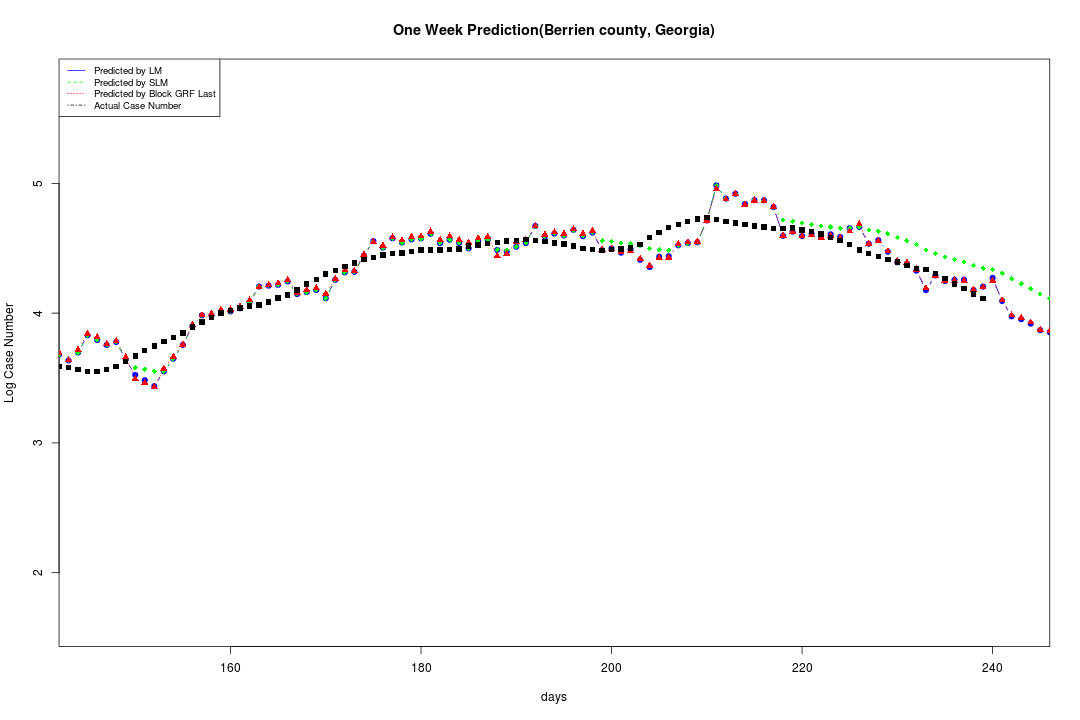 One Week Prediction(Berrien county, Georgia)
Predicted by LM
Predicted by SLM
Predicted by Block GRF Last
Actual Case Number
5
4
3
2
Log Case Number
160 180 200 220 240
days